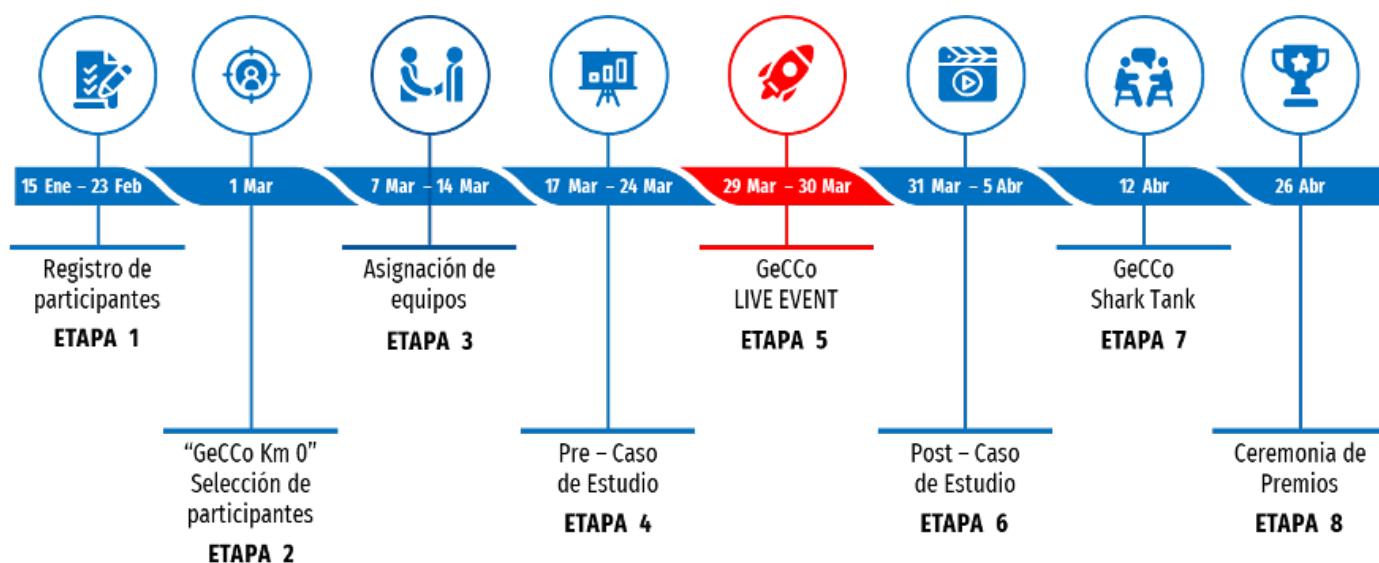 15 Ene – 23 Feb
1 Mar
7 Mar – 14 Mar
17 Mar – 24 Mar
29 Mar – 30 Mar
31 Mar – 5 Abr
12 Abr
26 Abr
Registro de
participantes
ETAPA 1
“GeCCo Km 0”
Selección de
participantes
ETAPA 2
Asignación de
equipos
ETAPA 3
Pre – Caso
de Estudio
ETAPA 4
GeCCo
LIVE EVENT
ETAPA 5
Post – Caso
de Estudio
ETAPA 6
GeCCo
Shark Tank
ETAPA 7
Ceremonia de
Premios
ETAPA 8